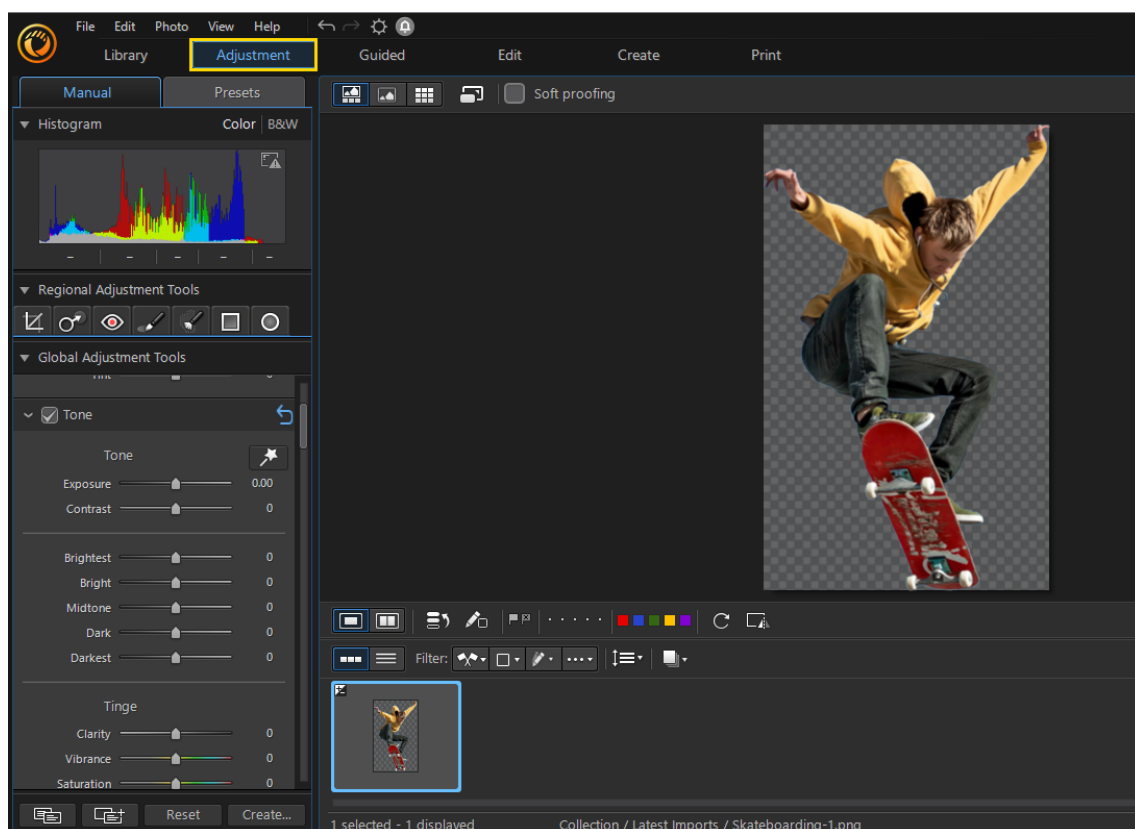 File Edit Photo View Help
Library Adjustment Guided Edit Create Print
Manual Presets
Soft proofing
Histogram Color B&W
Regional Adjustment Tools
Global Adjustment Tools
Tone
Tone
Exposure 0.00
Contrast 0
Brightest 0
Bright 0
Midtone 0
Dark 0
Darkest 0
Tinge
Clarity 0
Vibrance 0
Saturation 0
Reset Create...
Filter:
1 selected - 1 displayed Collection / Latest Imports / Skateboarding-1.png